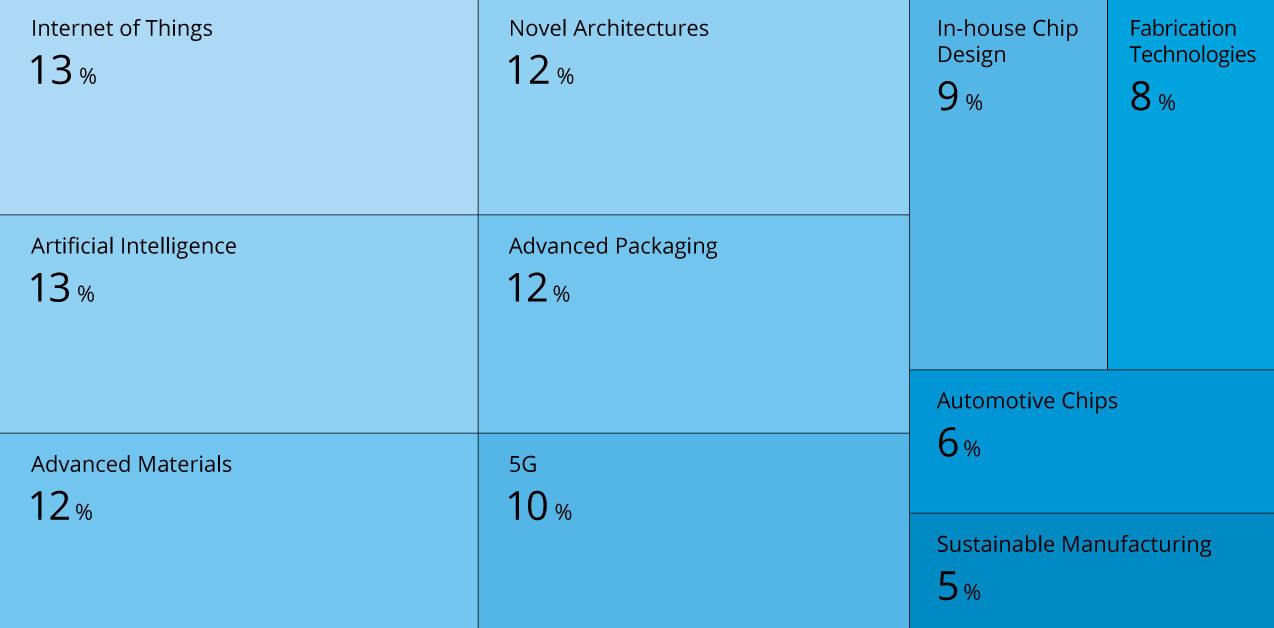 Internet of Things
13 %
Novel Architectures
12 %
In-house Chip
Design
9 %
Fabrication
Technologies
8 %
Artificial Intelligence
13 %
Advanced Packaging
12 %
Automotive Chips
6 %
Advanced Materials
12 %
5G
10 %
Sustainable Manufacturing
5 %